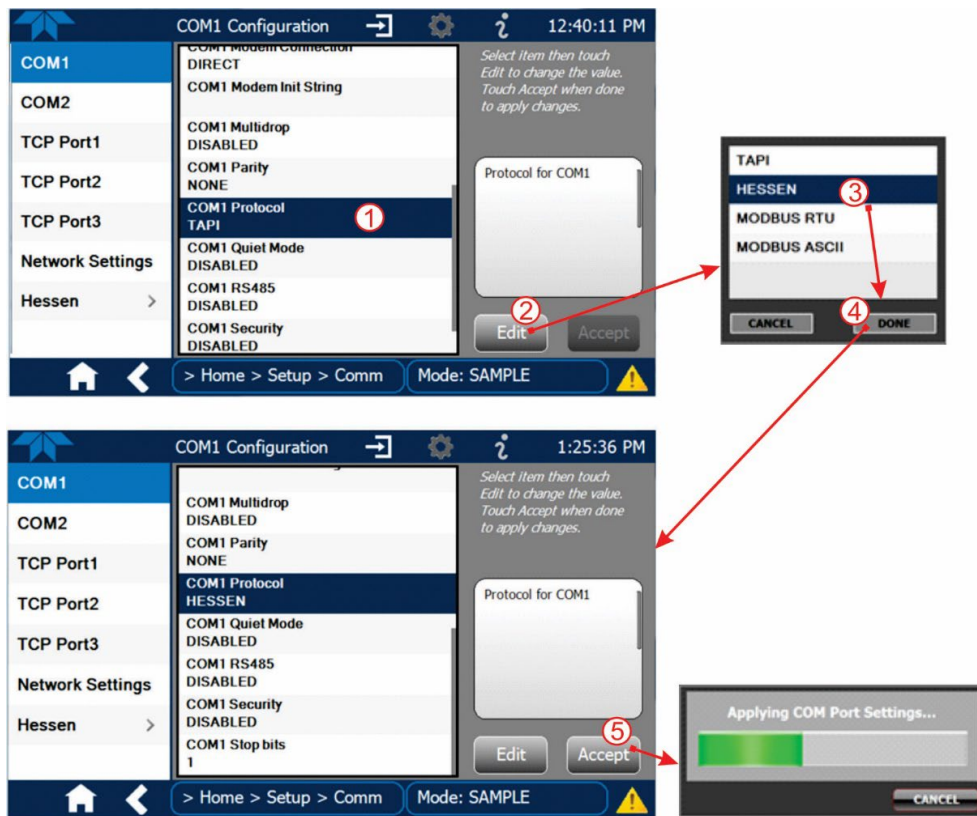 COM1 Configuration
12:40:11 PM
COM1
COM2
TCP Port1
TCP Port2
TCP Port3
Network Settings
Hessen >
COM1 Modem Connection
DIRECT
COM1 Modem Init String
COM1 Multidrop
DISABLED
COM1 Parity
NONE
COM1 Protocol
TAPI
1
COM1 Quiet Mode
DISABLED
COM1 RS485
DISABLED
COM1 Security
DISABLED
Select item then touch
Edit to change the value.
Touch Accept when done
to apply changes.
Protocol for COM1
2
Edit
Accept
> Home > Setup > Comm
Mode: SAMPLE
TAPI
HESSEN
3
MODBUS RTU
MODBUS ASCII
4
CANCEL
DONE
COM1 Configuration
1:25:36 PM
COM1
COM2
TCP Port1
TCP Port2
TCP Port3
Network Settings
Hessen >
COM1 Multidrop
DISABLED
COM1 Parity
NONE
COM1 Protocol
HESSEN
COM1 Quiet Mode
DISABLED
COM1 RS485
DISABLED
COM1 Security
DISABLED
COM1 Stop bits
1
Select item then touch
Edit to change the value.
Touch Accept when done
to apply changes.
Protocol for COM1
5
Edit
Accept
> Home > Setup > Comm
Mode: SAMPLE
Applying COM Port Settings...
CANCEL